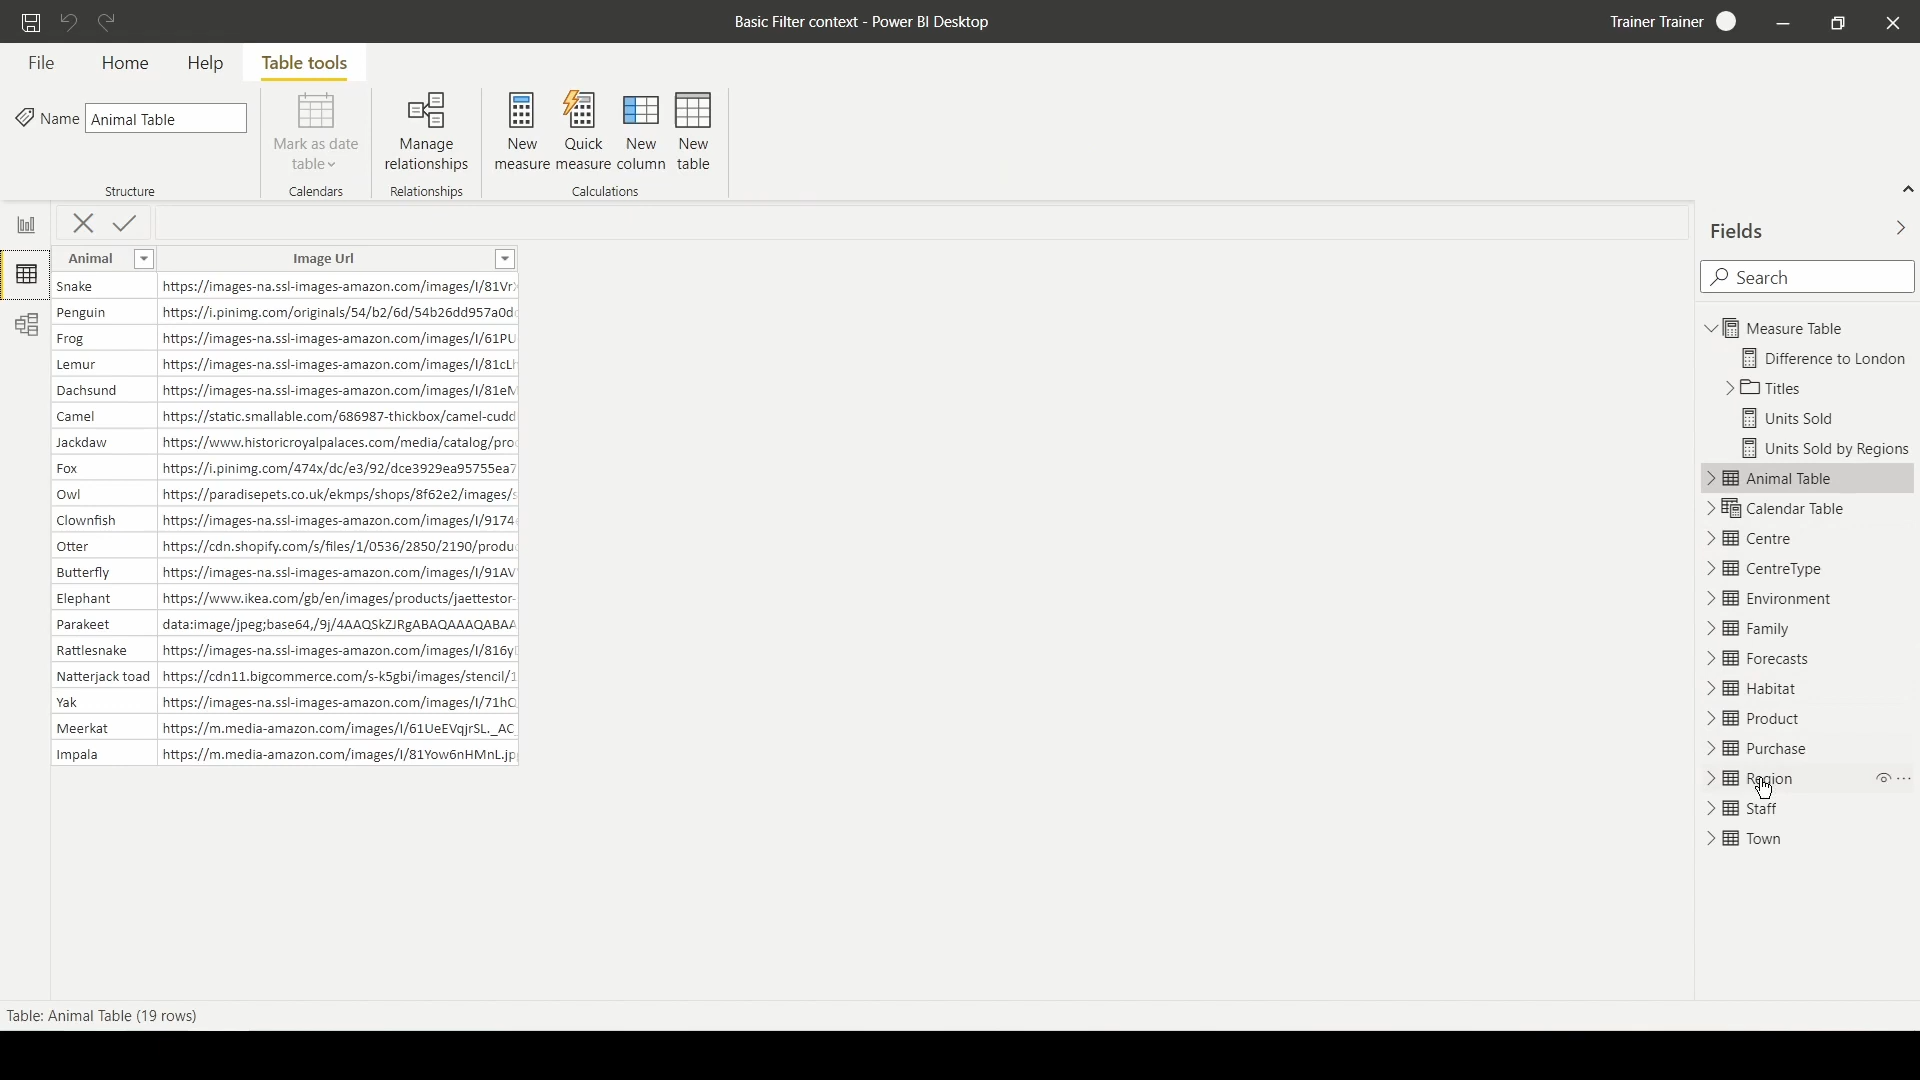 Basic Filter context - Power BI Desktop
Trainer Trainer
File
Home
Help
Table tools
Name
Animal Table
Mark as date
table
Manage
relationships
New
measure
Quick
measure
New
column
New
table
Structure
Calendars
Relationships
Calculations
Animal
Image Url
Snake
https://images-na.ssl-images-amazon.com/images/I/81Vr
Penguin
https://i.pinimg.com/originals/54/b2/6d/54b26dd957a0d
Frog
https://images-na.ssl-images-amazon.com/images/I/61PU
Lemur
https://images-na.ssl-images-amazon.com/images/I/81cL
Dachsund
https://images-na.ssl-images-amazon.com/images/I/81eM
Camel
https://static.smallable.com/686987-thickbox/camel-cudd
Jackdaw
https://www.historicroyalpalaces.com/media/catalog/pro
Fox
https://i.pinimg.com/474x/dc/e3/92/dce3929ea95755ea7
Owl
https://paradisepets.co.uk/ekmps/shops/8f62e2/images/
Clownfish
https://images-na.ssl-images-amazon.com/images/I/9174
Otter
https://cdn.shopify.com/s/files/1/0536/2850/2190/produ
Butterfly
https://images-na.ssl-images-amazon.com/images/I/91AV
Elephant
https://www.ikea.com/gb/en/images/products/jaettestor-
Parakeet
data:image/jpeg;base64,/9j/4AAQSkZJRgABAQAAAQABAA
Rattlesnake
https://images-na.ssl-images-amazon.com/images/I/816y
Natterjack toad
https://cdn11.bigcommerce.com/s-k5gbi/images/stencil/1
Yak
https://images-na.ssl-images-amazon.com/images/I/71hC
Meerkat
https://m.media-amazon.com/images/I/61UeEVqjrSL._AC_
Impala
https://m.media-amazon.com/images/I/81Yow6nHMnL.jp
Fields
Search
Measure Table
Difference to London
Titles
Units Sold
Units Sold by Regions
Animal Table
Calendar Table
Centre
CentreType
Environment
Family
Forecasts
Habitat
Product
Purchase
Region
Staff
Town
Table: Animal Table (19 rows)